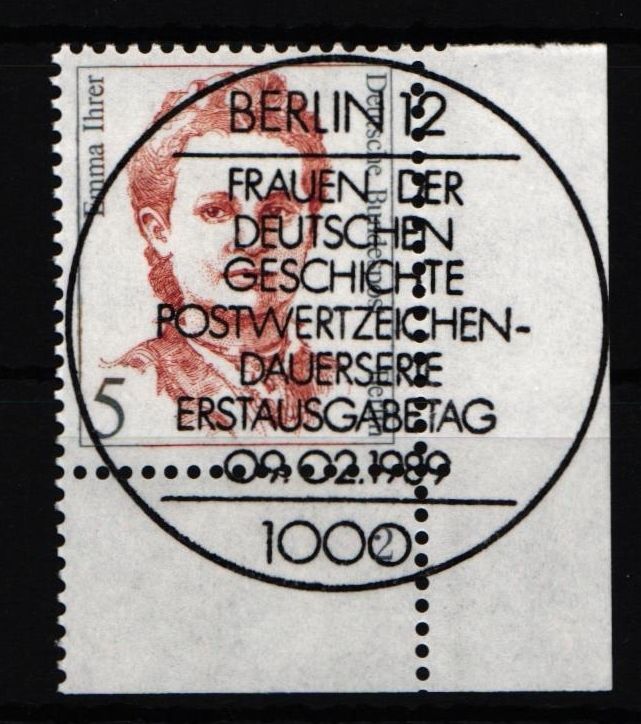 Emma Ihrer
Deutsche Bundespost Berlin
5
BERLIN 12
FRAUEN DER
DEUTSCHEN
GESCHICHTE
POSTWERTZEICHEN-
DAUERSERIE
ERSTAUSGABETAG
09.02.1989
1000
2